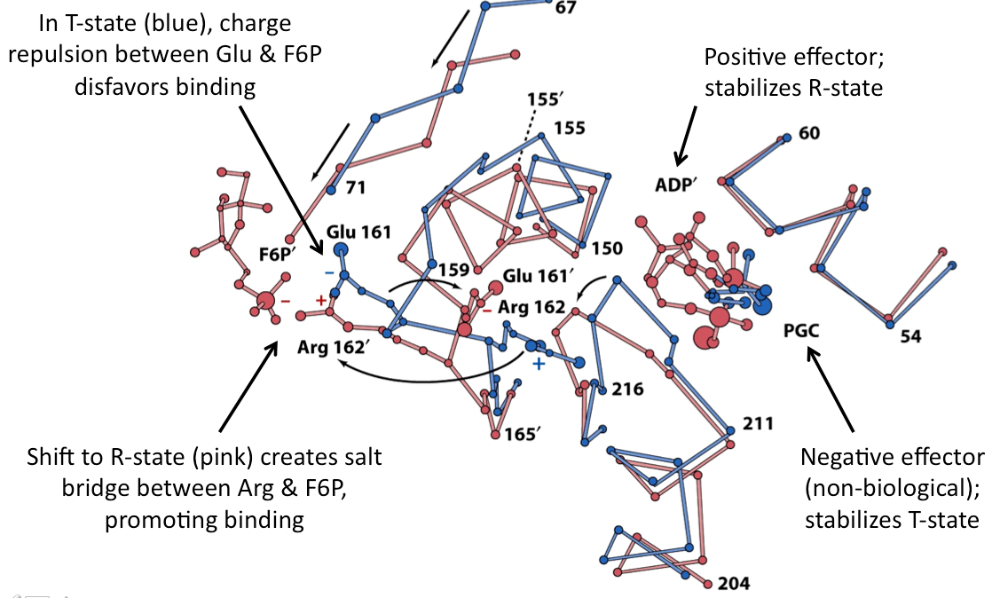 In T-state (blue), charge
repulsion between Glu & F6P
disfavors binding
67
Positive effector;
stabilizes R-state
155′
155
60
71
ADP′
Glu 161
F6P′
150
159
Glu 161′
−
−
+
−
Arg 162
PGC
54
Arg 162′
+
216
211
165′
Shift to R-state (pink) creates salt
bridge between Arg & F6P,
promoting binding
Negative effector
(non-biological);
stabilizes T-state
204